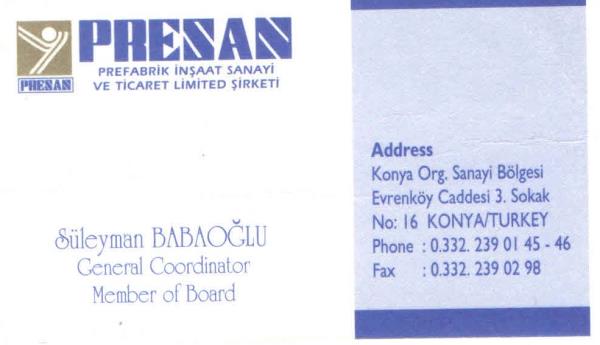 PRESAN
PREFABRİK İNŞAAT SANAYİ
VE TİCARET LİMİTED ŞİRKETİ
PRESAN
Süleyman BABAOĞLU
General Coordinator
Member of Board
Address
Konya Org. Sanayi Bölgesi
Evrenköy Caddesi 3. Sokak
No: 16 KONYA/TURKEY
Phone : 0.332. 239 01 45 - 46
Fax : 0.332. 239 02 98